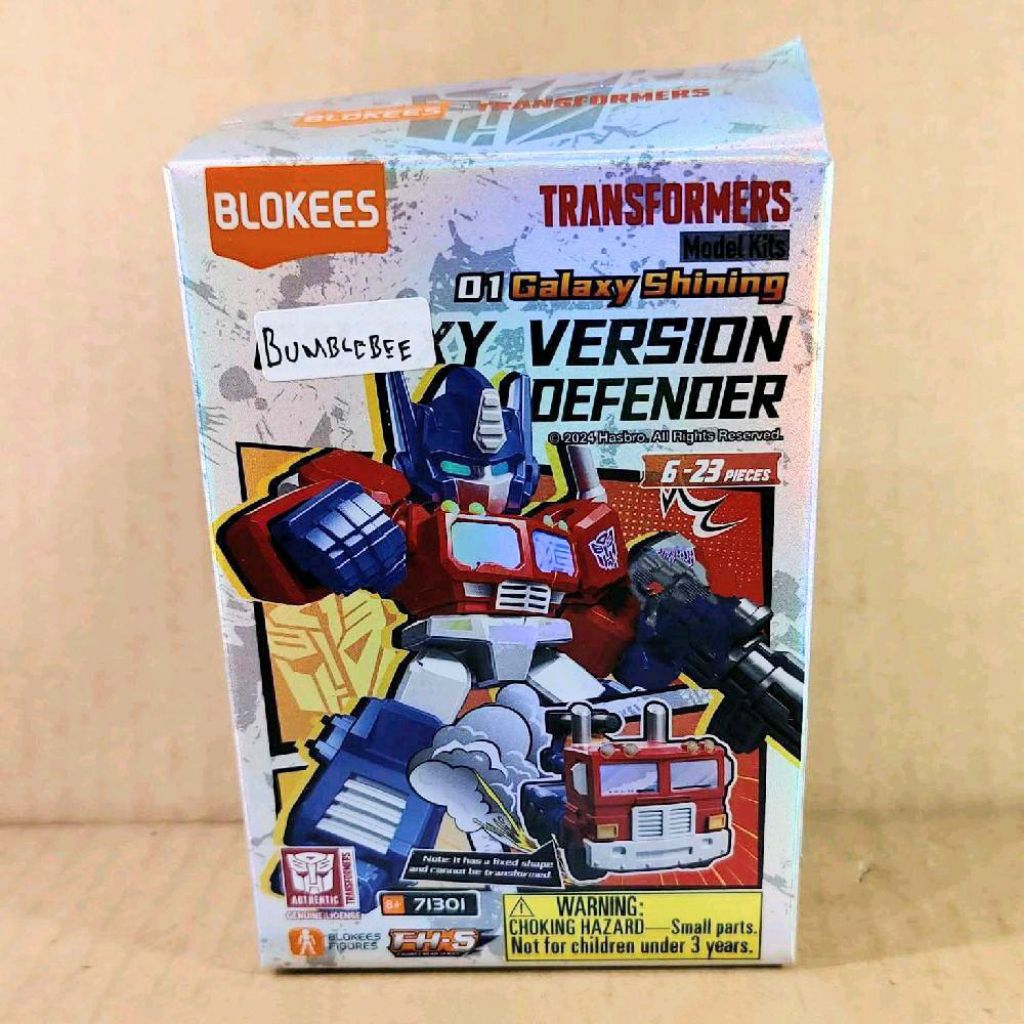 BLOKEES TRANSFORMERS
BLOKEES
TRANSFORMERS
Model Kits
01 Galaxy Shining
BUMBLEBEE
XY VERSION
DEFENDER
© 2024 Hasbro. All Rights Reserved.
6-23 PIECES
Note: It has a fixed shape
and cannot be transformed.
AUTHENTIC
TRANSFORMERS
GENUINE LICENSE
8+ 71301
BLOKEES
FIGURES
WARNING:
CHOKING HAZARD—Small parts.
Not for children under 3 years.